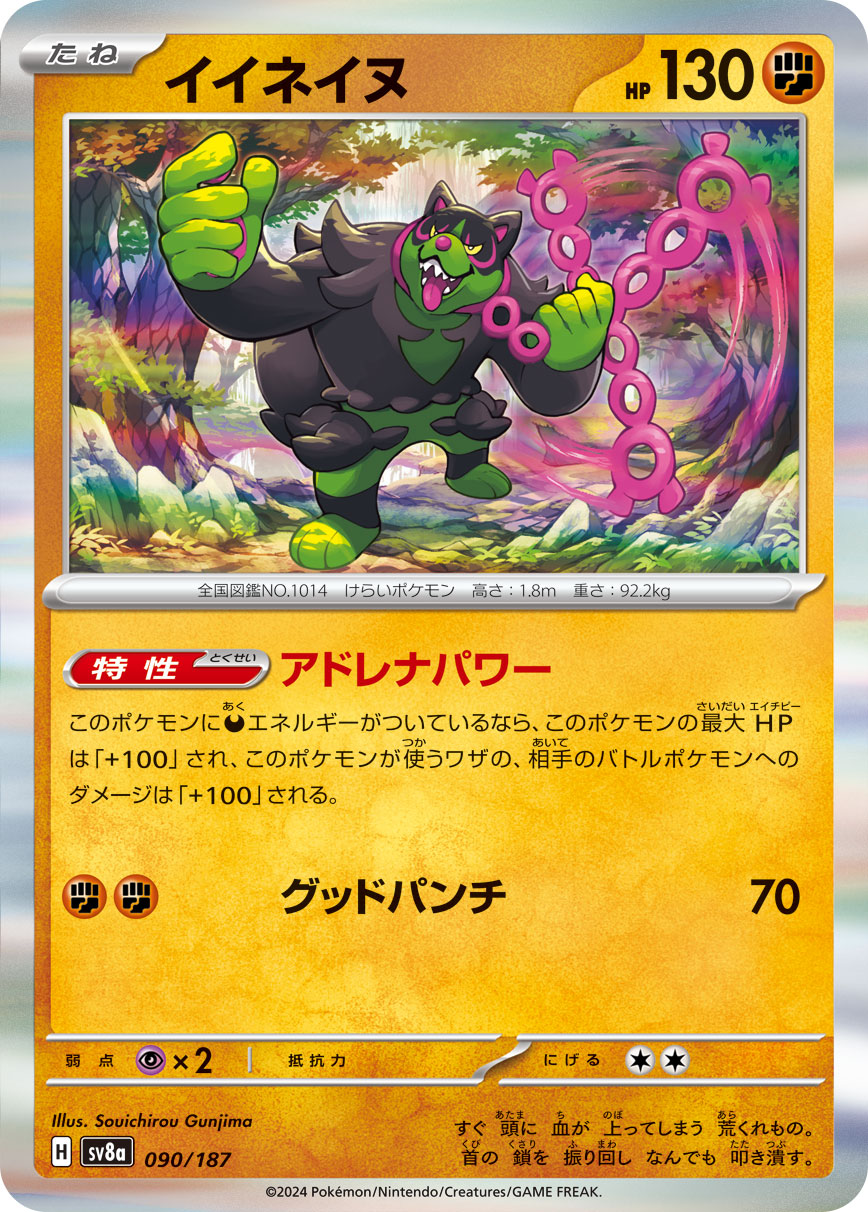 たね
イイネイヌ
HP 130
全国図鑑NO.1014 けらいポケモン 高さ：1.8m 重さ：92.2kg
特性 とくせい アドレナパワー
このポケモンにエネルギーがついているなら、このポケモンの最大 HP
は「+100」され、このポケモンが使うワザの、相手のバトルポケモンへの
ダメージは「+100」される。
グッドパンチ 70
弱点 ×2 抵抗力 にげる
Illus. Souichirou Gunjima
H sv8a 090/187
すぐ 頭に 血が 上ってしまう 荒くれもの。
首の 鎖を 振り回し なんでも 叩き潰す。
©2024 Pokémon/Nintendo/Creatures/GAME FREAK.